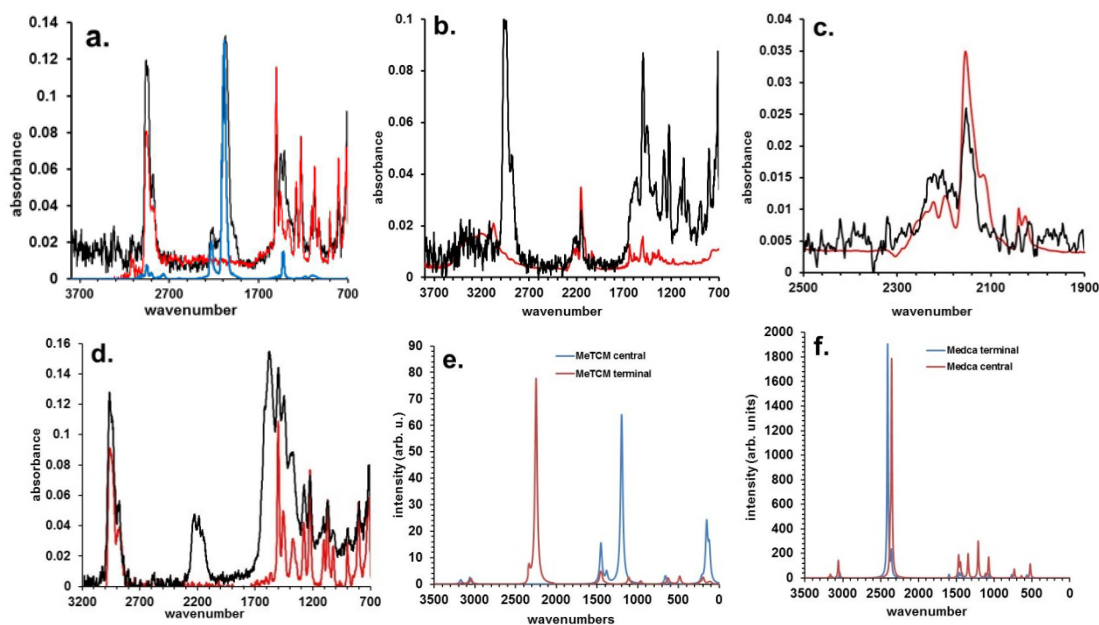 a.
absorbance
0.14
0.12
0.1
0.08
0.06
0.04
0.02
0
3700 2700 1700 700
wavenumber
b.
absorbance
0.1
0.08
0.06
0.04
0.02
0
3700 3200 2700 2200 1700 1200 700
wavenumber
c.
absorbance
0.04
0.035
0.03
0.025
0.02
0.015
0.01
0.005
0
2500 2300 2100 1900
wavenumber
d.
absorbance
0.16
0.14
0.12
0.1
0.08
0.06
0.04
0.02
0
3200 2700 2200 1700 1200 700
wavenumber
e.
MeTCM central
MeTCM terminal
intensity (arb. u.)
90
80
70
60
50
40
30
20
10
0
3500 3000 2500 2000 1500 1000 500 0
wavenumbers
f.
Medca terminal
Medca central
intensity (arb. units)
2000
1800
1600
1400
1200
1000
800
600
400
200
0
3500 3000 2500 2000 1500 1000 500 0
wavenumber